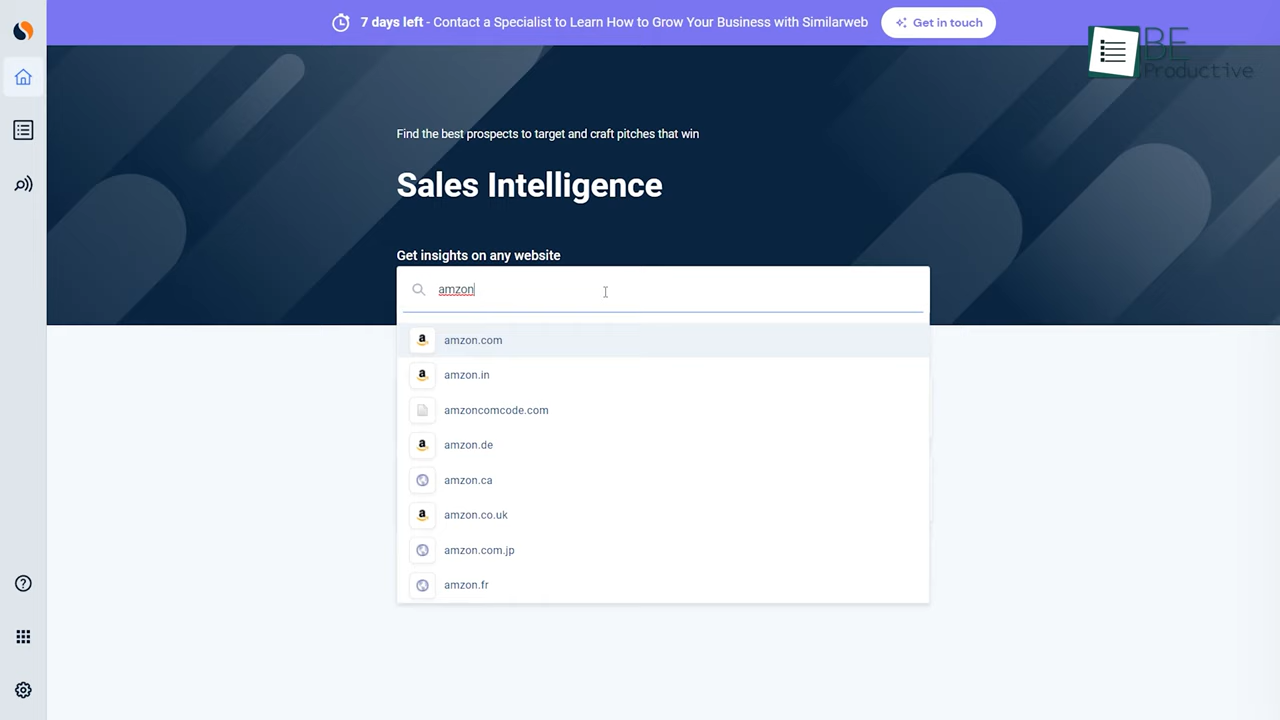 7 days left - Contact a Specialist to Learn How to Grow Your Business with Similarweb
Get in touch
BE
Productive
Find the best prospects to target and craft pitches that win
Sales Intelligence
Get insights on any website
amzon
a amzon.com
a amzon.in
amzoncomcode.com
a amzon.de
amzon.ca
a amzon.co.uk
amzon.com.jp
amzon.fr